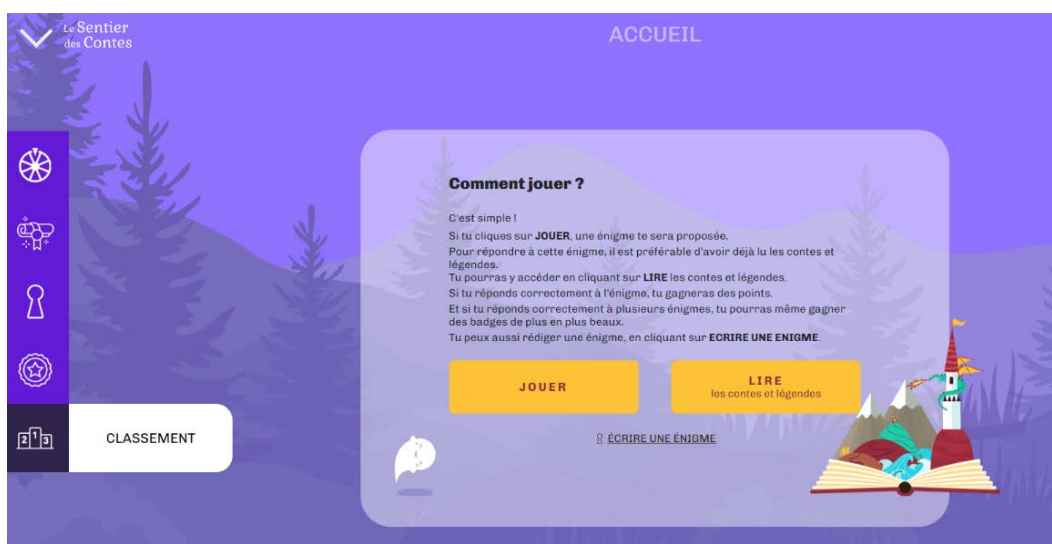 Le Sentier
des Contes
ACCUEIL
Comment jouer ?
C'est simple !
Si tu cliques sur JOUER, une énigme te sera proposée.
Pour répondre à cette énigme, il est préférable d'avoir déjà lu les contes et
légendes.
Tu pourras y accéder en cliquant sur LIRE les contes et légendes.
Si tu réponds correctement à l'énigme, tu gagneras des points.
Et si tu réponds correctement à plusieurs énigmes, tu pourras même gagner
des badges de plus en plus beaux.
Tu peux aussi rédiger une énigme, en cliquant sur ECRIRE UNE ENIGME.
JOUER
LIRE
les contes et légendes
2 1 3
CLASSEMENT
ÉCRIRE UNE ÉNIGME